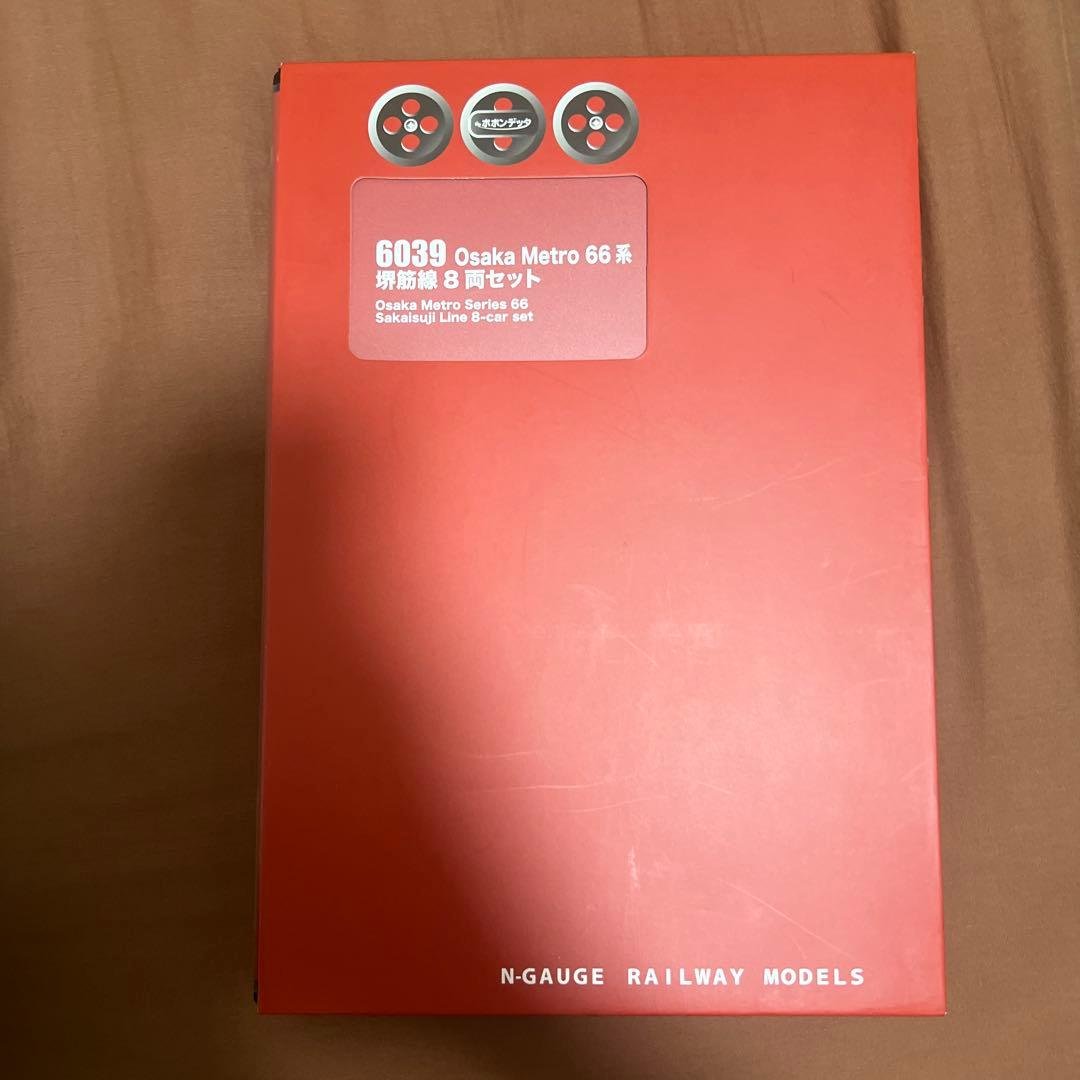 by ポポンデッタ
6039 Osaka Metro 66系
堺筋線8両セット
Osaka Metro Series 66
Sakaisuji Line 8-car set
N-GAUGE RAILWAY MODELS